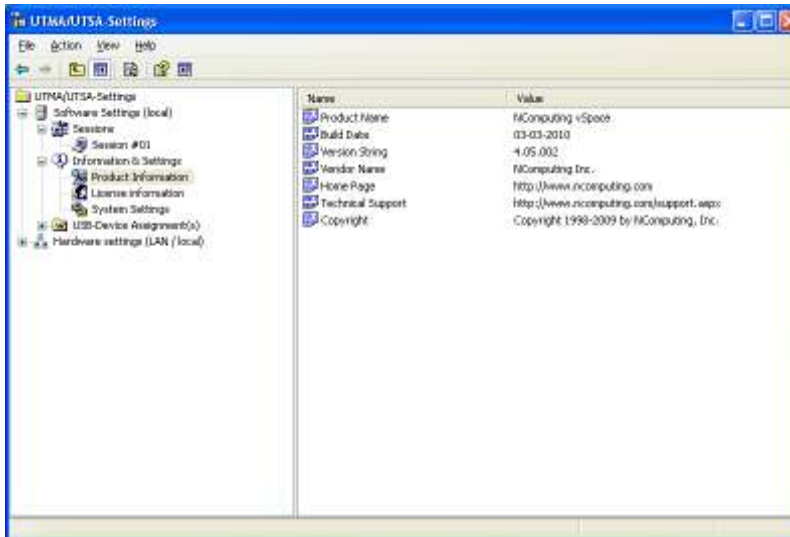 UTMA/UTSA-Settings
File Action View Help
UTMA/UTSA-Settings
Software Settings (local)
Sessions
Session #01
Information & Settings
Product Information
License information
System Settings
USB-Device Assignment(s)
Hardware settings (LAN / local)
Name Value
Product Name NComputing vSpace
Build Date 03-03-2010
Version String 4.05.002
Vendor Name NComputing Inc.
Home Page http://www.ncomputing.com
Technical Support http://www.ncomputing.com/support.aspx
Copyright Copyright 1998-2009 by NComputing, Inc.